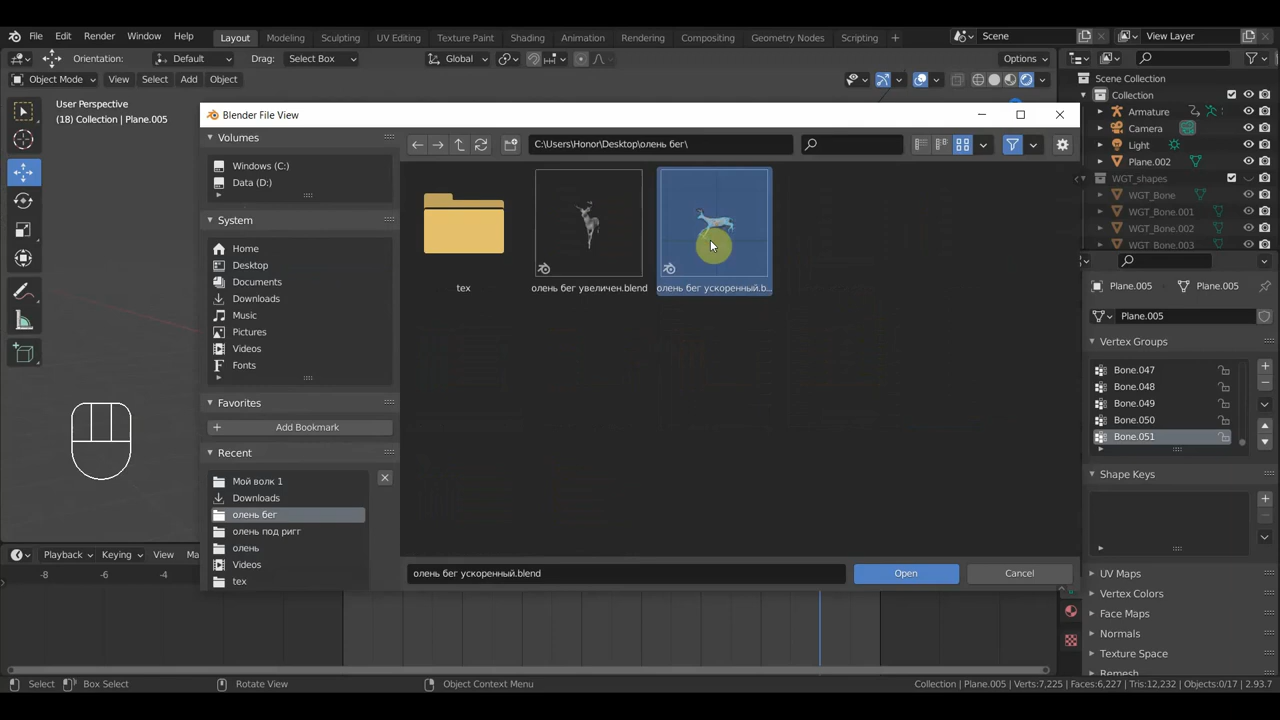 File Edit Render Window Help Layout Modeling Sculpting UV Editing Texture Paint Shading Animation Rendering Compositing Geometry Nodes Scripting + Scene View Layer
Orientation: Default Drag: Select Box Global Options
Object Mode View Select Add Object
User Perspective
(18) Collection | Plane.005
Scene Collection
Collection
Armature
Camera
Light
Plane.002
WGT_shapes
WGT_Bone
WGT_Bone.001
WGT_Bone.002
WGT_Bone.003
Blender File View
Volumes
Windows (C:)
Data (D:)
System
Home
Desktop
Documents
Downloads
Music
Pictures
Videos
Fonts
Favorites
Add Bookmark
Recent
Мой волк 1
Downloads
олень бег
олень под ригг
олень
Videos
tex
C:\Users\Honor\Desktop\олень бег\
tex
олень бег увеличен.blend
олень бег ускоренный.b...
олень бег ускоренный.blend
Open Cancel
Plane.005 Plane.005
Plane.005
Vertex Groups
Bone.047
Bone.048
Bone.049
Bone.050
Bone.051
Shape Keys
UV Maps
Vertex Colors
Face Maps
Normals
Texture Space
Remesh
Playback Keying View Ma
-8 -6 -4
Select Box Select Rotate View Object Context Menu Collection | Plane.005 | Verts:7,225 | Faces:6,227 | Tris:12,232 | Objects:0/17 | 2.93.7